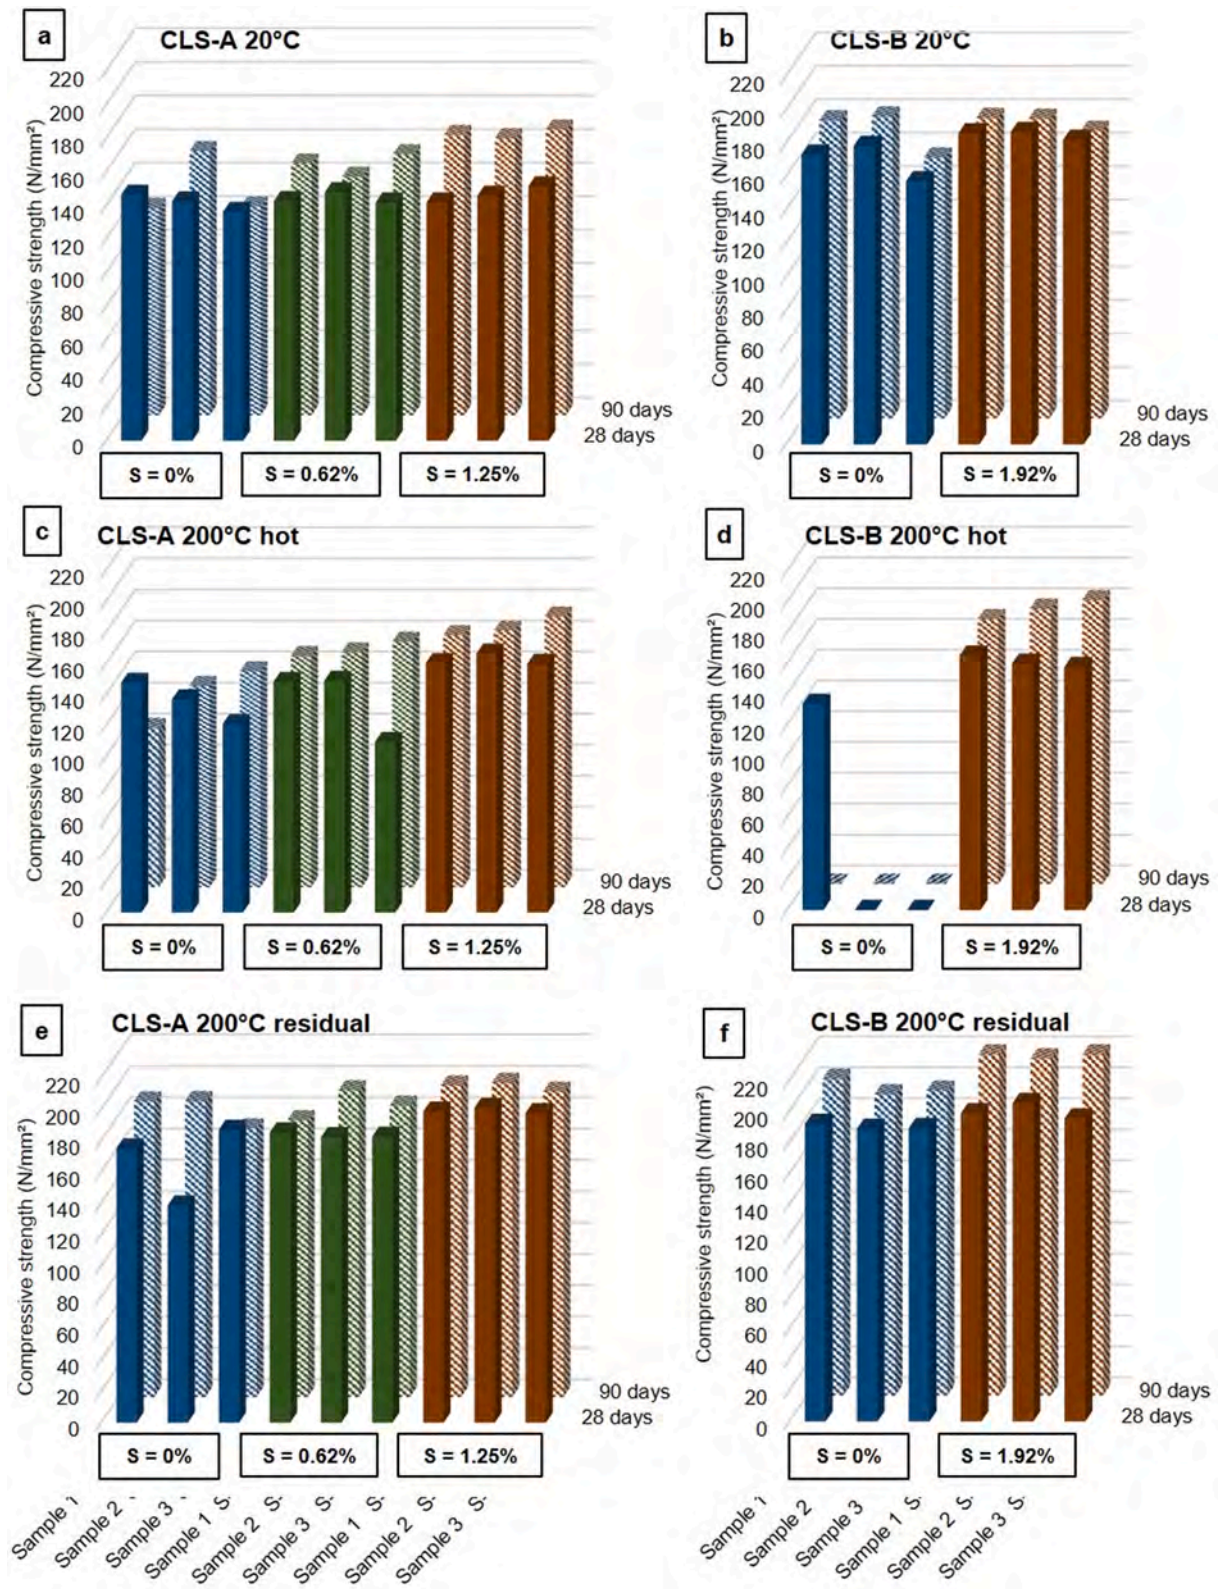 a
CLS-A 20°C
Compressive strength (N/mm²)
220
200
180
160
140
120
100
80
60
40
20
0
90 days
28 days
S = 0%
S = 0.62%
S = 1.25%
b
CLS-B 20°C
Compressive strength (N/mm²)
220
200
180
160
140
120
100
80
60
40
20
0
90 days
28 days
S = 0%
S = 1.92%
c
CLS-A 200°C hot
Compressive strength (N/mm²)
220
200
180
160
140
120
100
80
60
40
20
0
90 days
28 days
S = 0%
S = 0.62%
S = 1.25%
d
CLS-B 200°C hot
Compressive strength (N/mm²)
220
200
180
160
140
120
100
80
60
40
20
0
90 days
28 days
S = 0%
S = 1.92%
e
CLS-A 200°C residual
Compressive strength (N/mm²)
220
200
180
160
140
120
100
80
60
40
20
0
90 days
28 days
S = 0%
S = 0.62%
S = 1.25%
Sample 1
Sample 2
Sample 3
Sample 1 S.
Sample 2 S.
Sample 3 S.
Sample 1 S.
Sample 2 S.
Sample 3 S.
f
CLS-B 200°C residual
Compressive strength (N/mm²)
220
200
180
160
140
120
100
80
60
40
20
0
90 days
28 days
S = 0%
S = 1.92%
Sample 1
Sample 2
Sample 3
Sample 1 S.
Sample 2 S.
Sample 3 S.